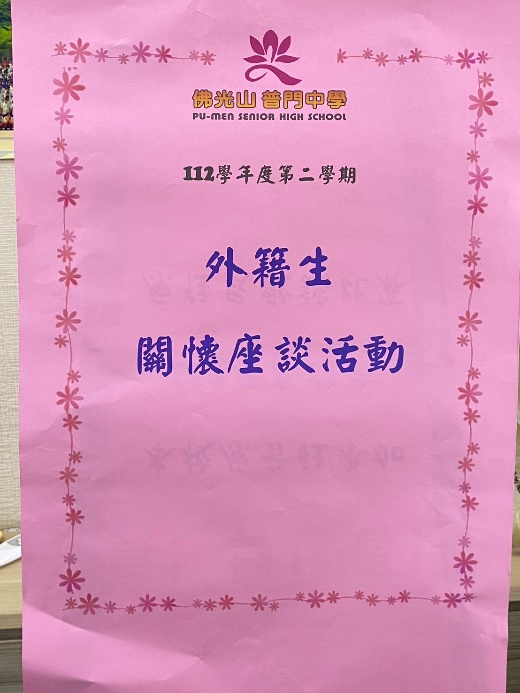 佛光山 普門中學
PU-MEN SENIOR HIGH SCHOOL
112學年度第二學期
外籍生
關懷座談活動